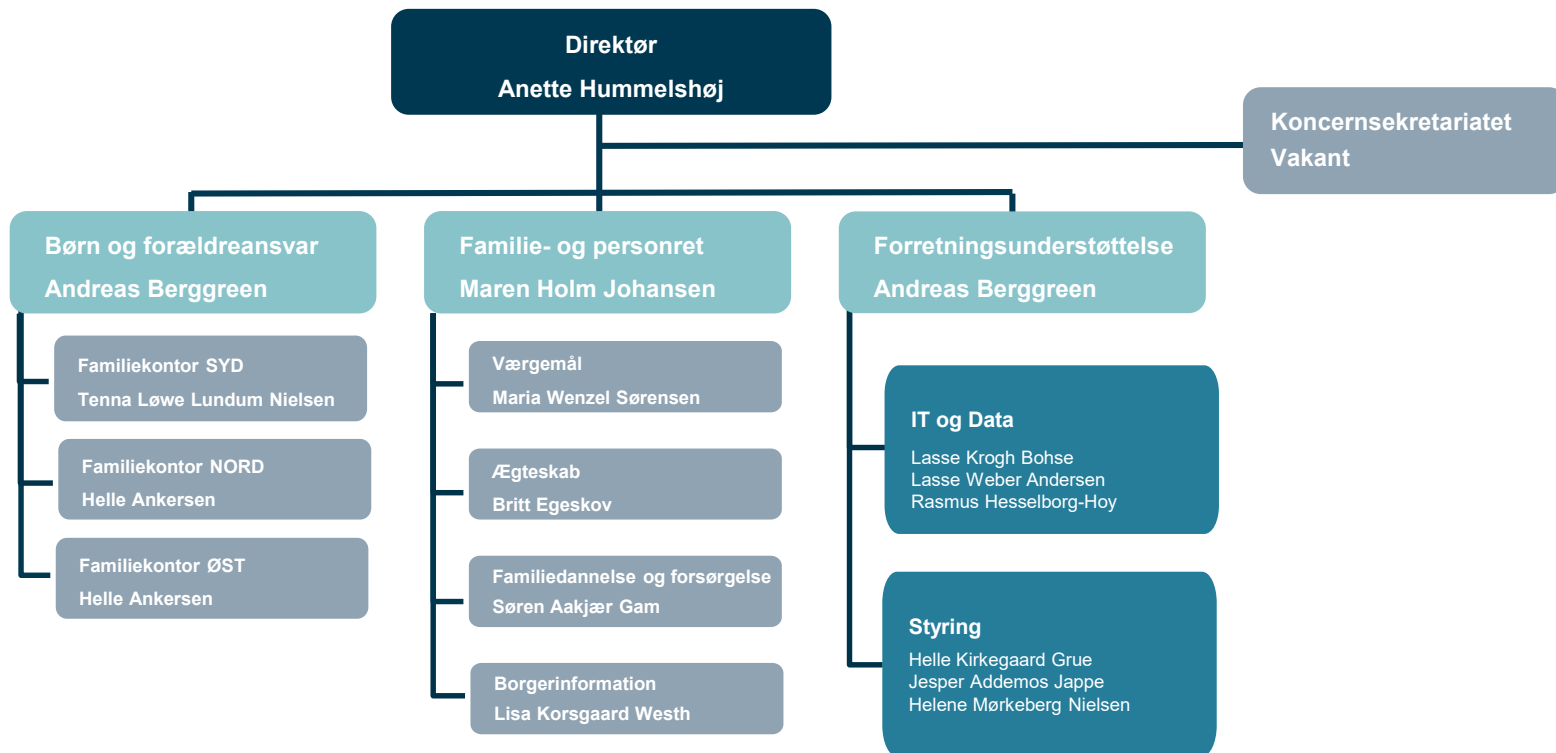 Direktør
Anette Hummelshøj
Koncernsekretariatet
Vakant
Børn og forældreansvar
Andreas Berggreen
Familiekontor SYD
Tenna Løwe Lundum Nielsen
Familiekontor NORD
Helle Ankersen
Familiekontor ØST
Helle Ankersen
Familie- og personret
Maren Holm Johansen
Værgemål
Maria Wenzel Sørensen
Ægteskab
Britt Egeskov
Familiedannelse og forsørgelse
Søren Aakjær Gam
Borgerinformation
Lisa Korsgaard Westh
Forretningsunderstøttelse
Andreas Berggreen
IT og Data
Lasse Krogh Bohse
Lasse Weber Andersen
Rasmus Hesselborg-Hoy
Styring
Helle Kirkegaard Grue
Jesper Addemos Jappe
Helene Mørkeberg Nielsen